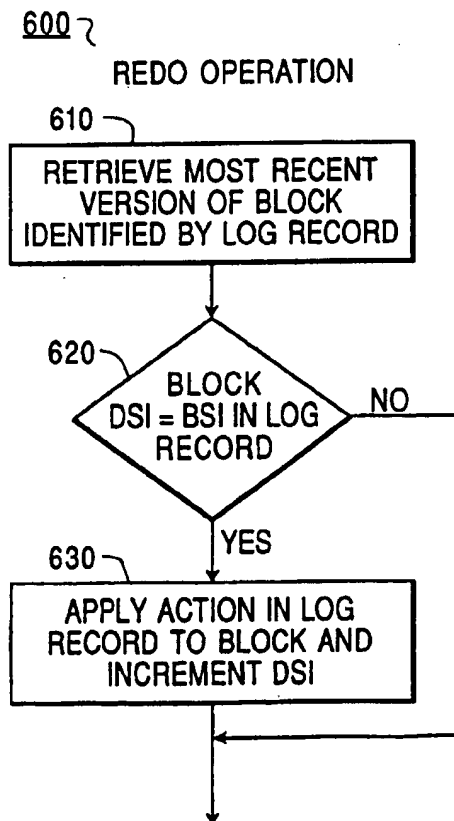 600
REDO OPERATION
610
RETRIEVE MOST RECENT
VERSION OF BLOCK
IDENTIFIED BY LOG RECORD
620
BLOCK
DSI = BSI IN LOG
RECORD
NO
YES
630
APPLY ACTION IN LOG
RECORD TO BLOCK AND
INCREMENT DSI